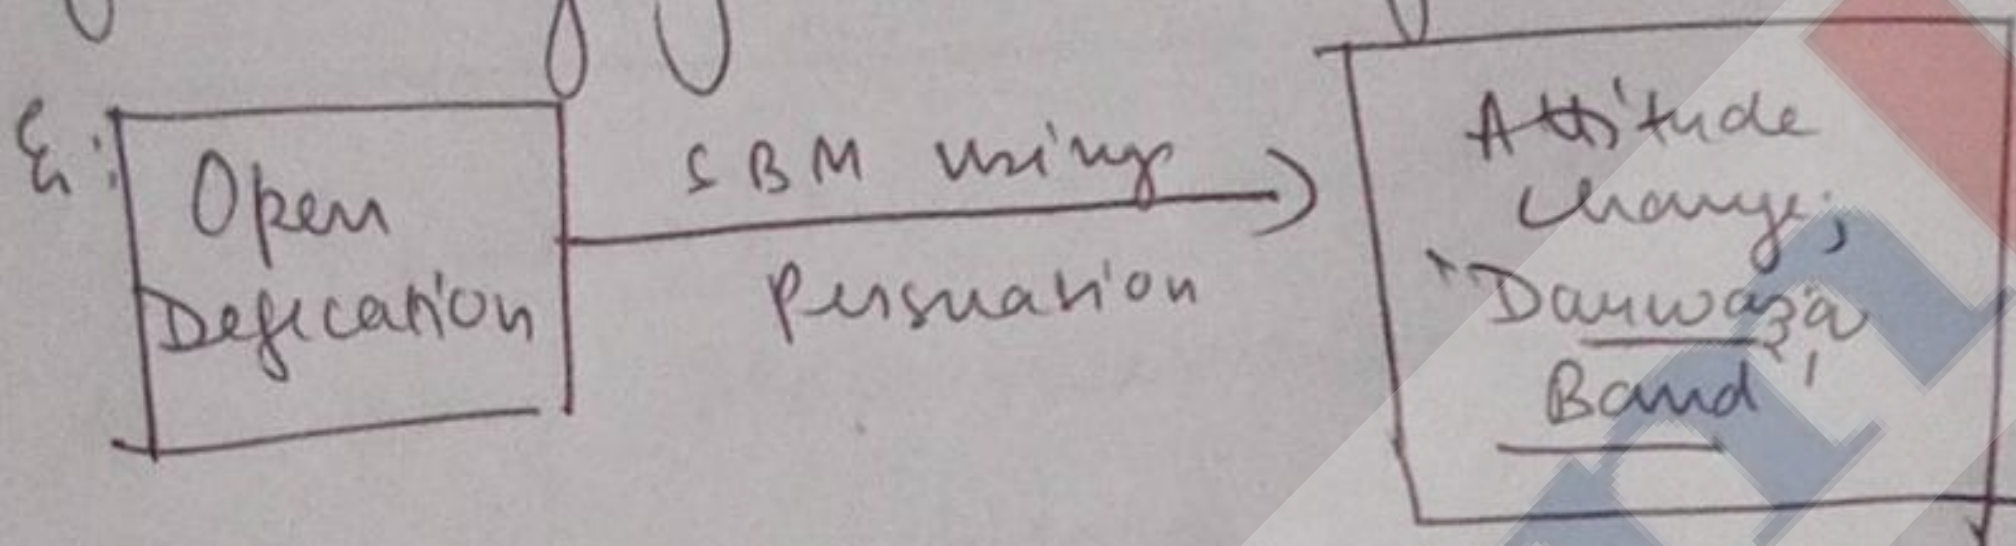 Eg:
Open
Defecation
SBM using
Persuation
Attitude
change;
'Darwaza
Band'